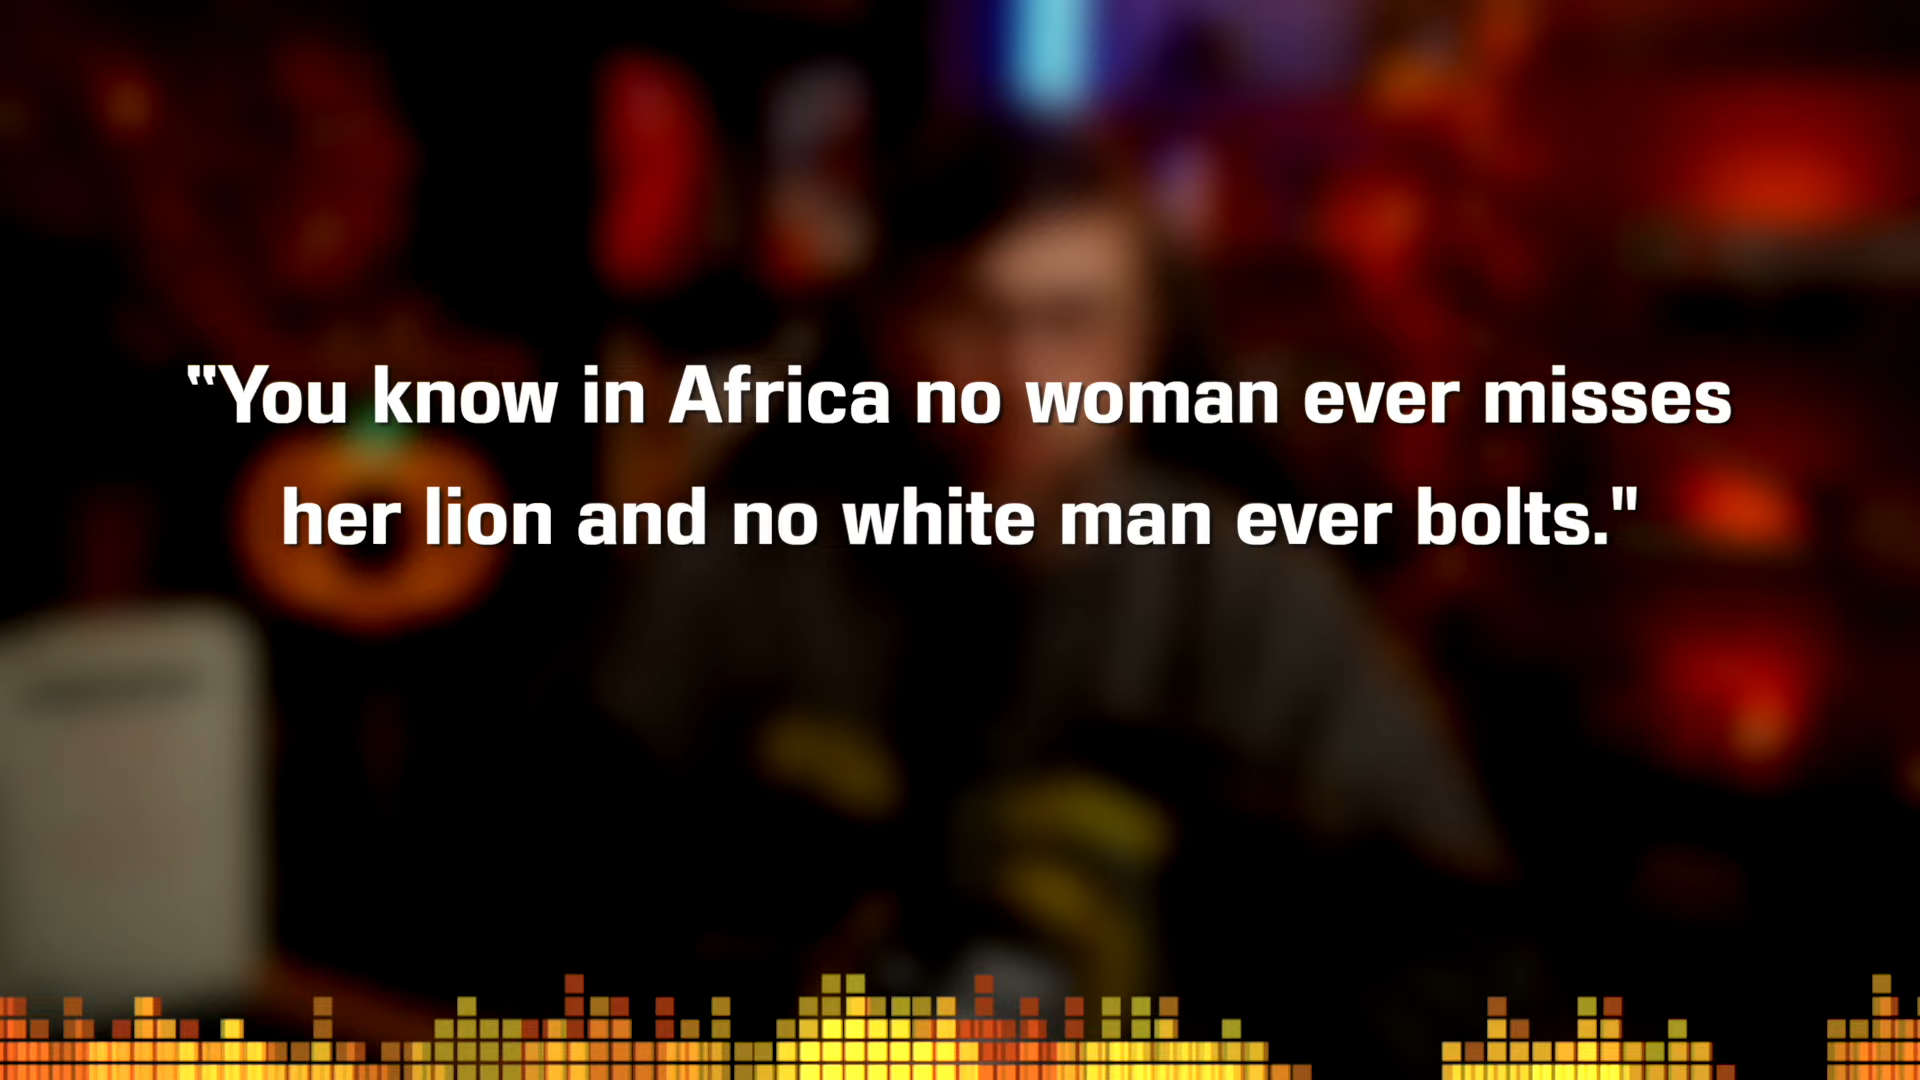 "You know in Africa no woman ever misses
her lion and no white man ever bolts."